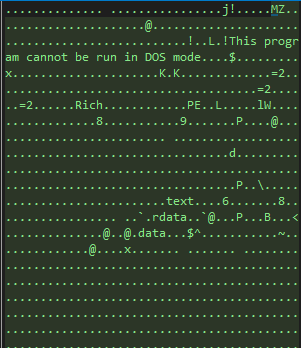 ............... ..................j!....MZ..
.......................@....................
..............................!..L.!This progr
am cannot be run in DOS mode....$.......
x.......................K.K..............=2...
.........................................=2....
..=2......Rich.............PE..L......lW....
..............8............9........P.....@....
............................................
...................................d........
............................................
....................................P..\.....
.........................text....6........8..
......................`.rdata..`@...P...B...<
...............@..@.data...$^............~..
.............@.....x....... ................
............................................
............................................
............................................
............................................
............................................